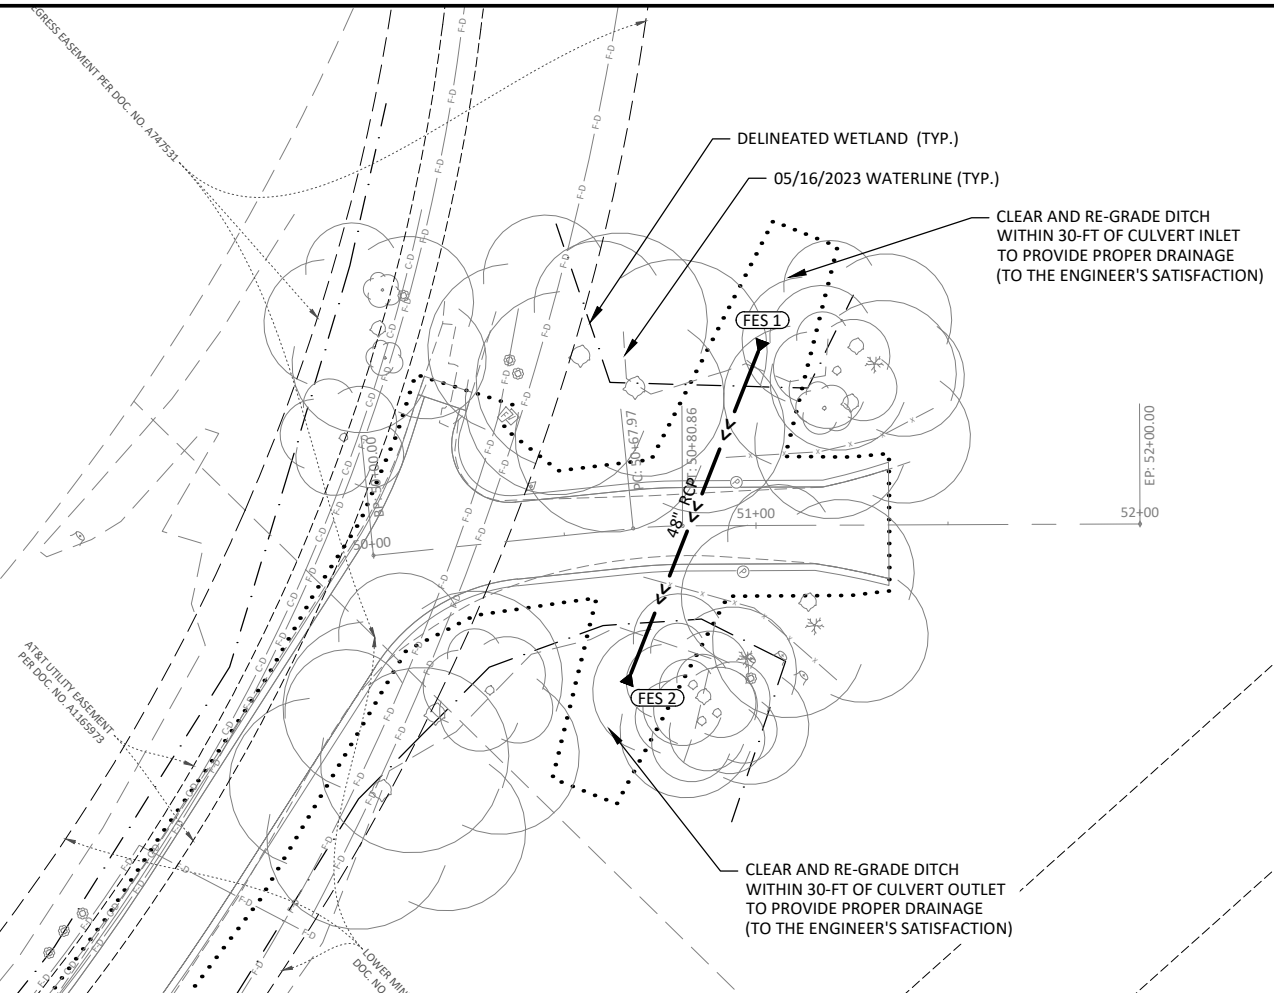 EGRESS EASEMENT PER DOC. NO. A747531
DELINEATED WETLAND (TYP.)
05/16/2023 WATERLINE (TYP.)
CLEAR AND RE-GRADE DITCH
WITHIN 30-FT OF CULVERT INLET
TO PROVIDE PROPER DRAINAGE
(TO THE ENGINEER'S SATISFACTION)
FES 1
PC: 50+67.97
PT: 50+80.86
EP: 52+00.00
BP: 50+00.00
48" RCP
50+00
51+00
52+00
AT&T UTILITY EASEMENT
PER DOC. NO. A1165973
FES 2
CLEAR AND RE-GRADE DITCH
WITHIN 30-FT OF CULVERT OUTLET
TO PROVIDE PROPER DRAINAGE
(TO THE ENGINEER'S SATISFACTION)
LOWER MIN
DOC. NO
F-D
F-D
F-D
F-D
F-D
F-D
C-D
C-D
C-D
C-D